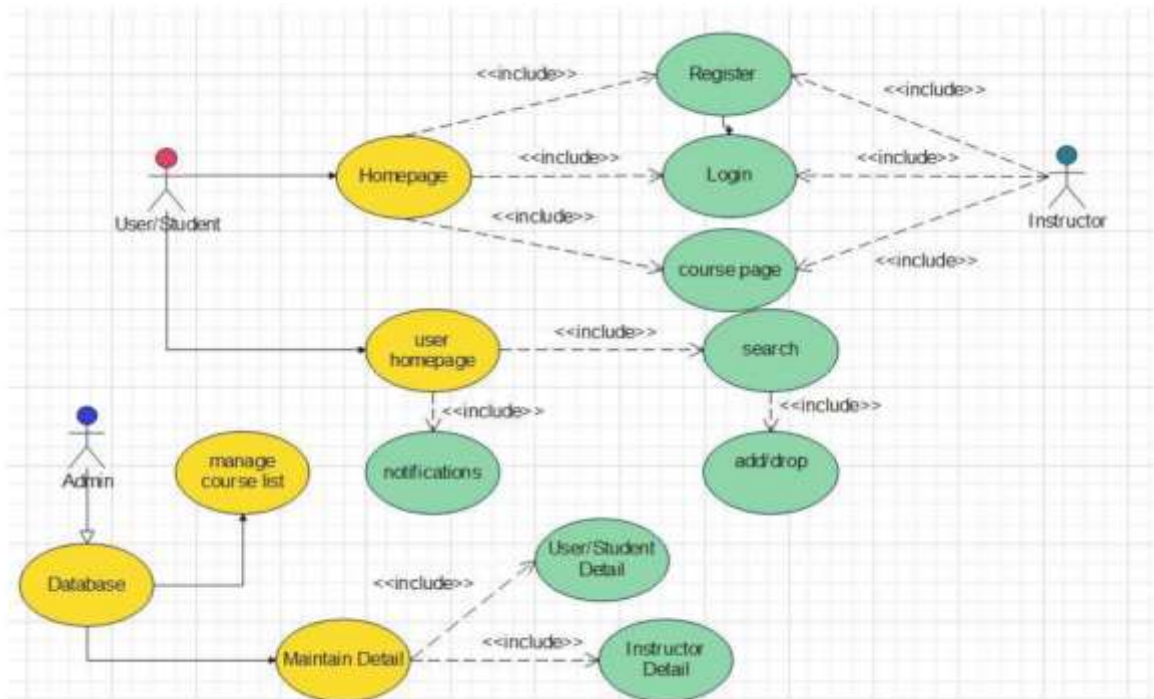 <<include>>
Register
<<include>>
<<include>>
<<include>>
Homepage
Login
User/Student
Instructor
<<include>>
<<include>>
course page
<<include>>
user
homepage
search
<<include>>
<<include>>
Admin
manage
course list
notifications
add/drop
User/Student
Detail
Database
<<include>>
<<include>>
Maintain Detail
Instructor
Detail